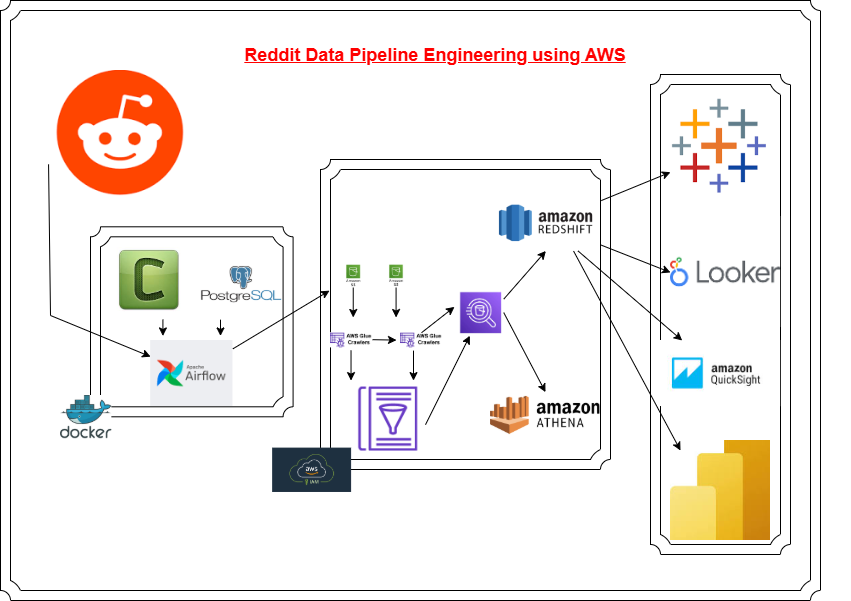 Reddit Data Pipeline Engineering using AWS
C
PostgreSQL
Apache
Airflow
docker
Amazon
S3
Amazon
S3
AWS Glue
Crawlers
AWS Glue
Crawlers
aws
IAM
amazon
REDSHIFT
amazon
ATHENA
Looker
amazon
QuickSight